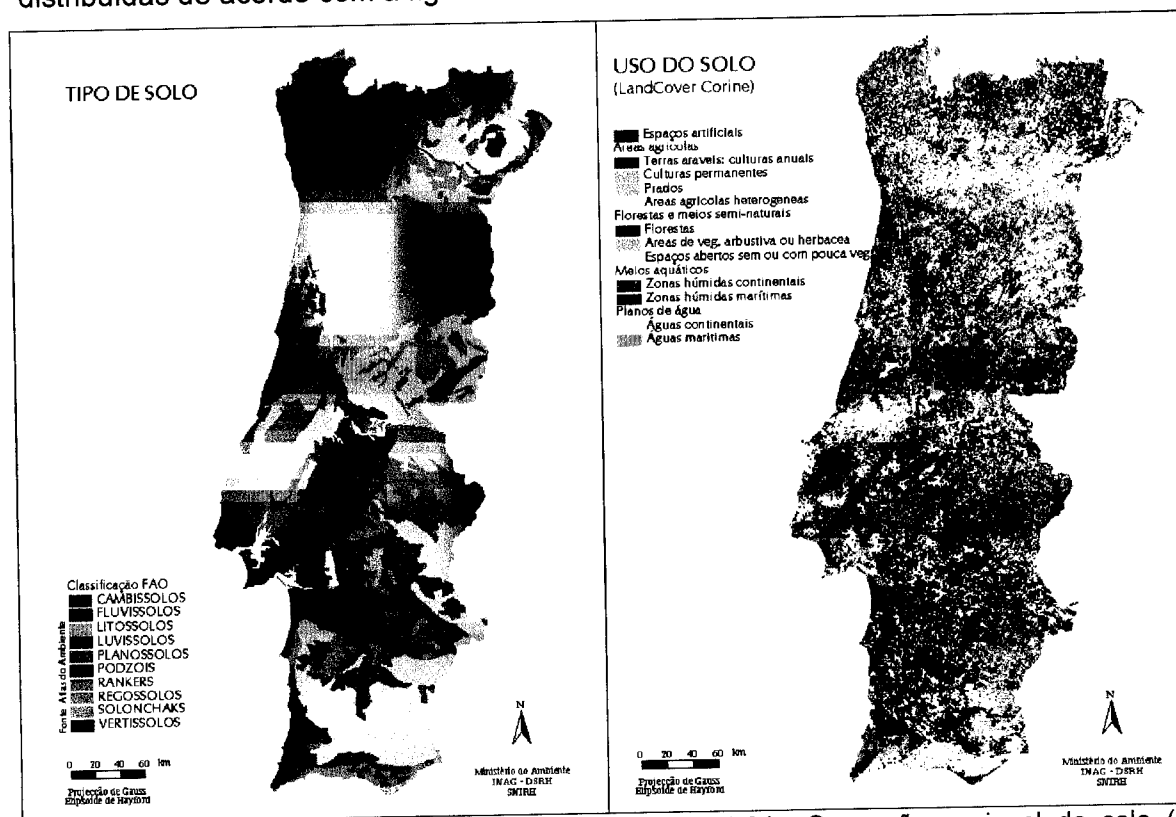 distribuídas de acordo com a
TIPO DE SOLO
Classificação FAO
CAMBISSOLOS
FLUVISSOLOS
LITOSSOLOS
LUVISSOLOS
PLANOSSOLOS
PODZOIS
RANKERS
REGOSSOLOS
SOLONCHAKS
VERTISSOLOS
Fonte Atlas do Ambiente
0 20 40 60 km
Projecção de Gauss
Elipsoide de Hayford
N
Ministério do Ambiente
INAG - DSRH
SNIRH
USO DO SOLO
(LandCover Corine)
Espaços artificiais
Areas agrícolas
Terras araveis: culturas anuais
Culturas permanentes
Prados
Areas agricolas heterogeneas
Florestas e meios semi-naturais
Florestas
Areas de veg. arbustiva ou herbacea
Espaços abertos sem ou com pouca veg
Meios aquáticos
Zonas húmidas continentais
Zonas húmidas marítimas
Planos de água
Águas continentais
Águas marítimas
0 20 40 60 km
Projecção de Gauss
Elipsoide de Hayford
N
Ministério do Ambiente
INAG - DSRH
SNIRH